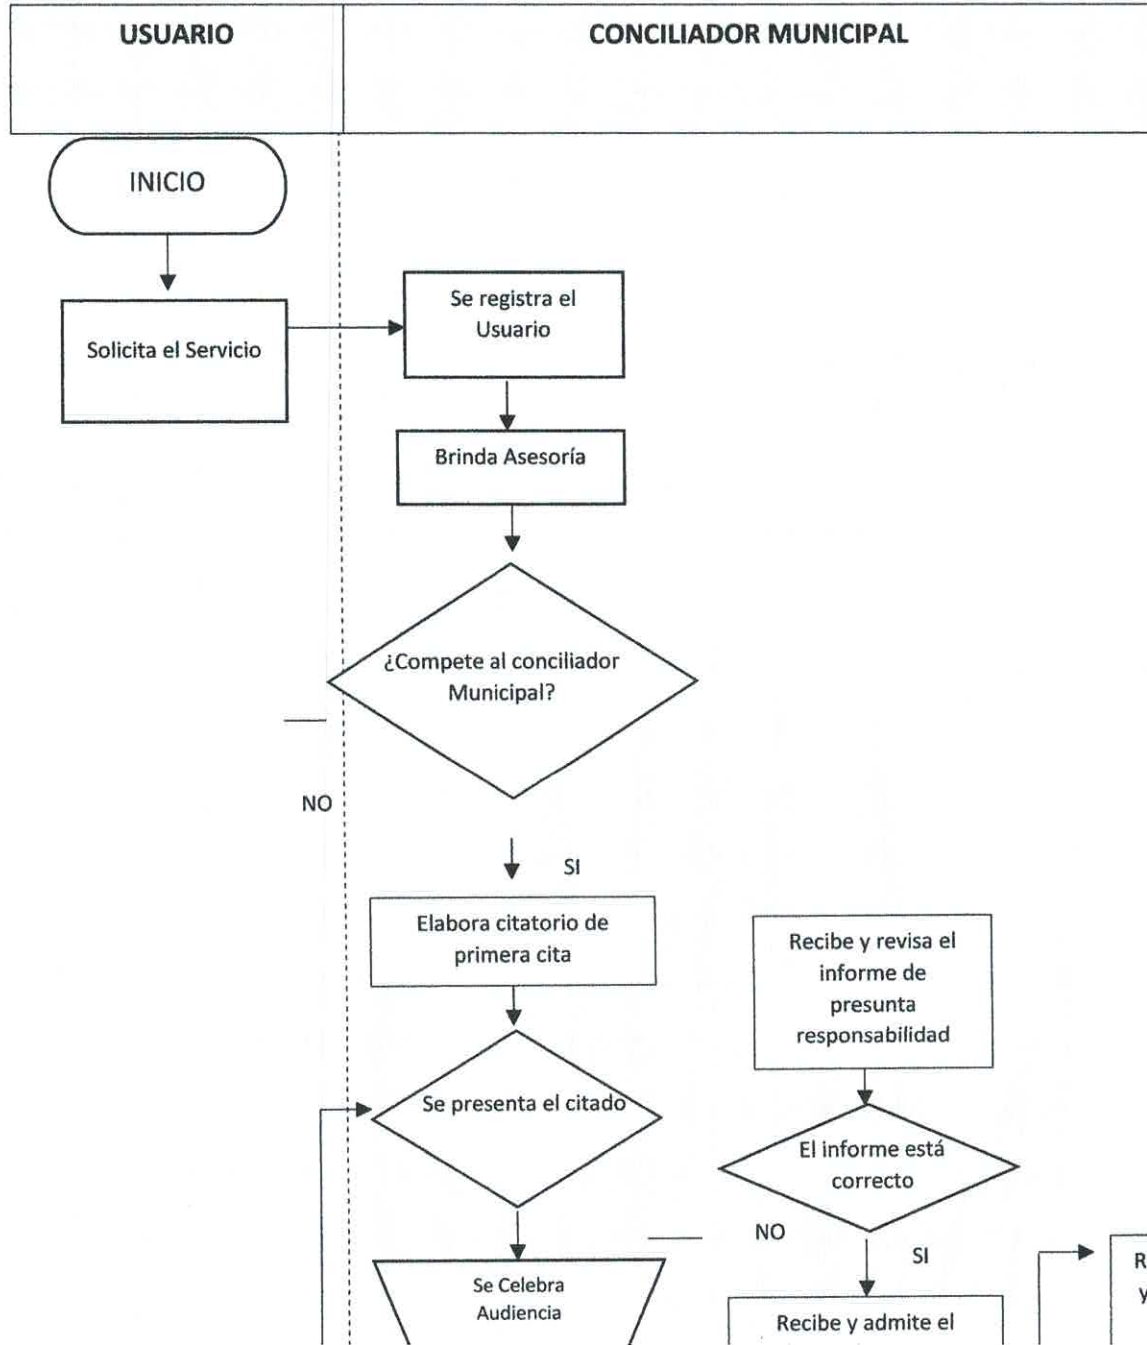 USUARIO
CONCILIADOR MUNICIPAL
INICIO
Solicita el Servicio
Se registra el
Usuario
Brinda Asesoría
¿Compete al conciliador
Municipal?
NO
SI
Elabora citatorio de
primera cita
Se presenta el citado
Se Celebra
Audiencia
Recibe y revisa el
informe de
presunta
responsabilidad
El informe está
correcto
NO
SI
Recibe y admite el
R
y